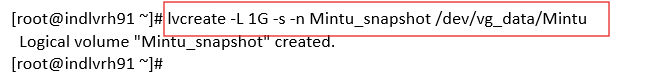 [root@indlvrh91 ~]# lvcreate -L 1G -s -n Mintu_snapshot /dev/vg_data/Mintu
Logical volume "Mintu_snapshot" created.
[root@indlvrh91 ~]#